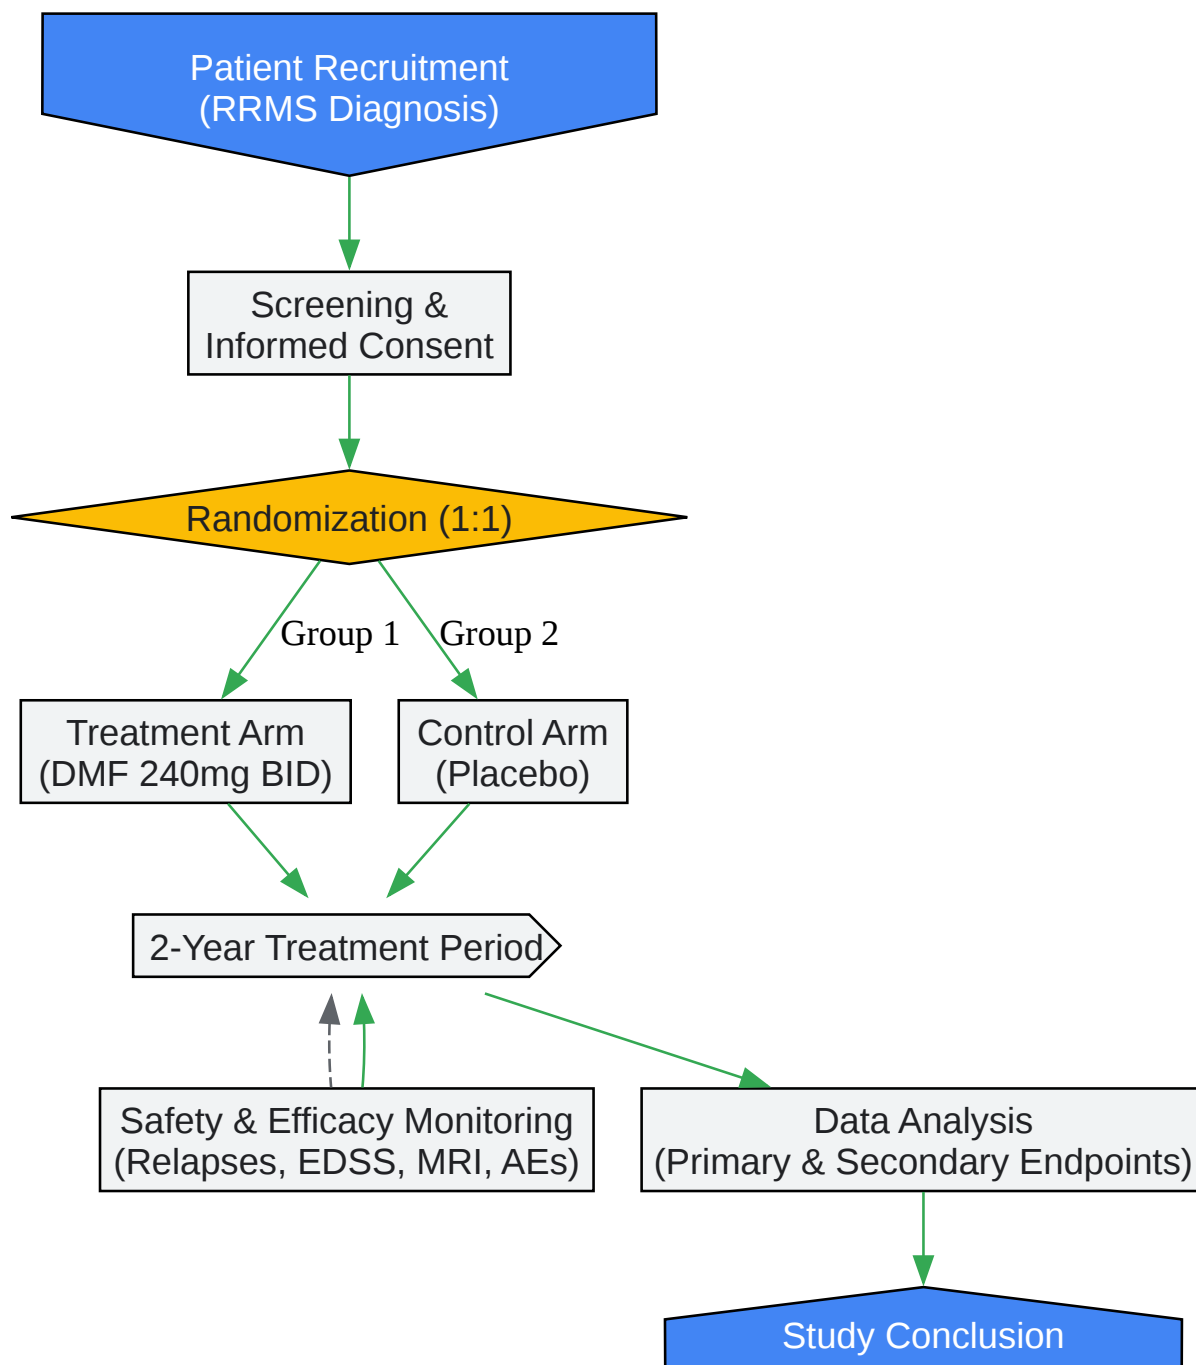 Patient Recruitment
(RRMS Diagnosis)
Screening &
Informed Consent
Randomization (1:1)
Group 1
Group 2
Treatment Arm
(DMF 240mg BID)
Control Arm
(Placebo)
2-Year Treatment Period
Safety & Efficacy Monitoring
(Relapses, EDSS, MRI, AEs)
Data Analysis
(Primary & Secondary Endpoints)
Study Conclusion